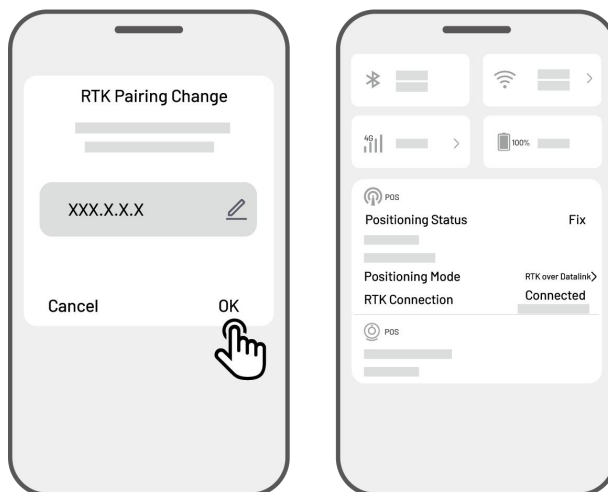 RTK Pairing Change
XXX.X.X.X
Cancel
OK
4G
100%
POS
Positioning Status
Fix
Positioning Mode
RTK over Datalink
RTK Connection
Connected
POS